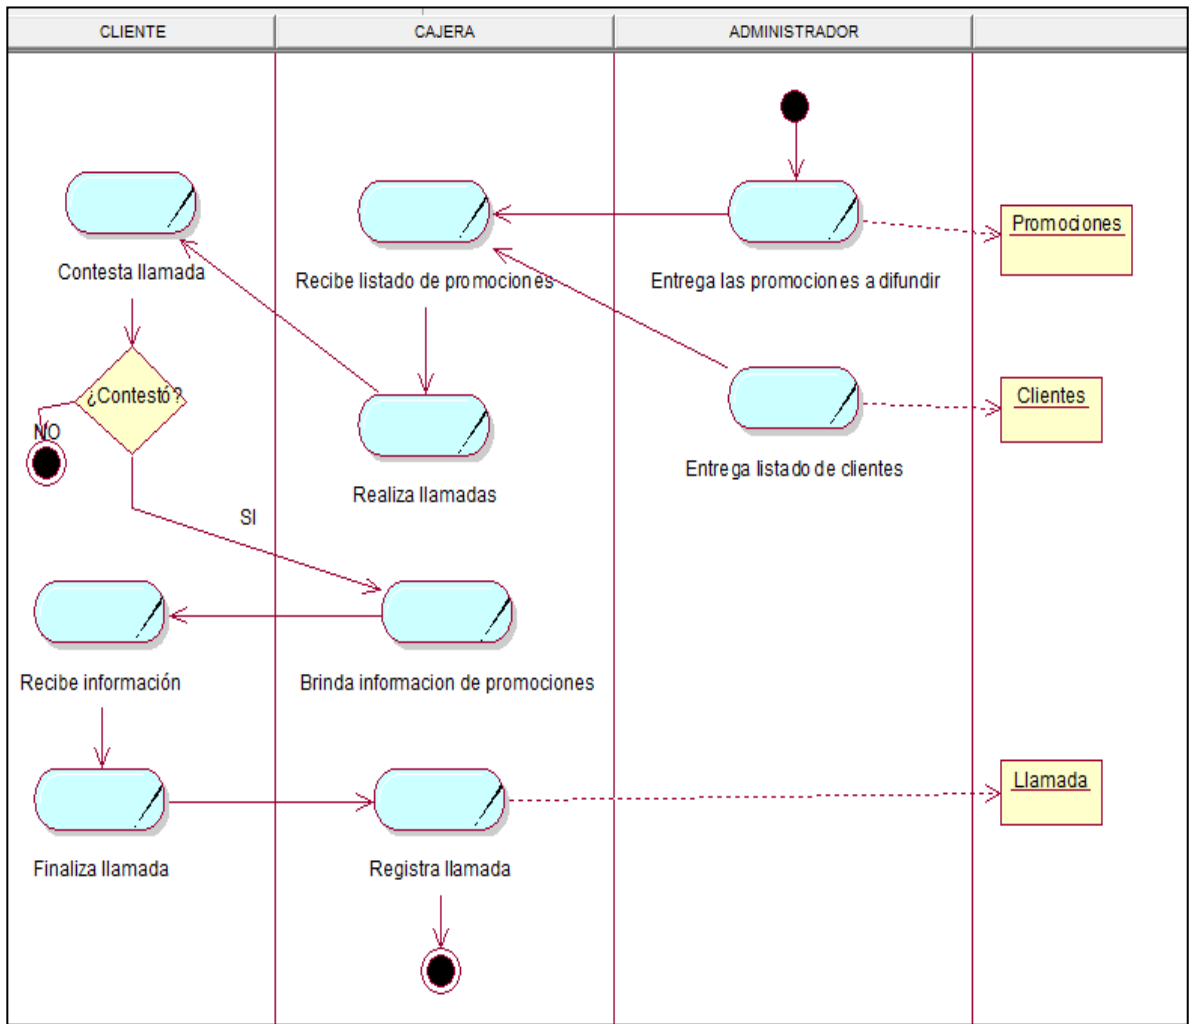 CLIENTE
CAJERA
ADMINISTRADOR
Promociones
Contesta llamada
Recibe listado de promociones
Entrega las promociones a difundir
¿Contestó?
Clientes
NO
Entrega listado de clientes
Realiza llamadas
SI
Recibe información
Brinda informacion de promociones
Llamada
Finaliza llamada
Registra llamada